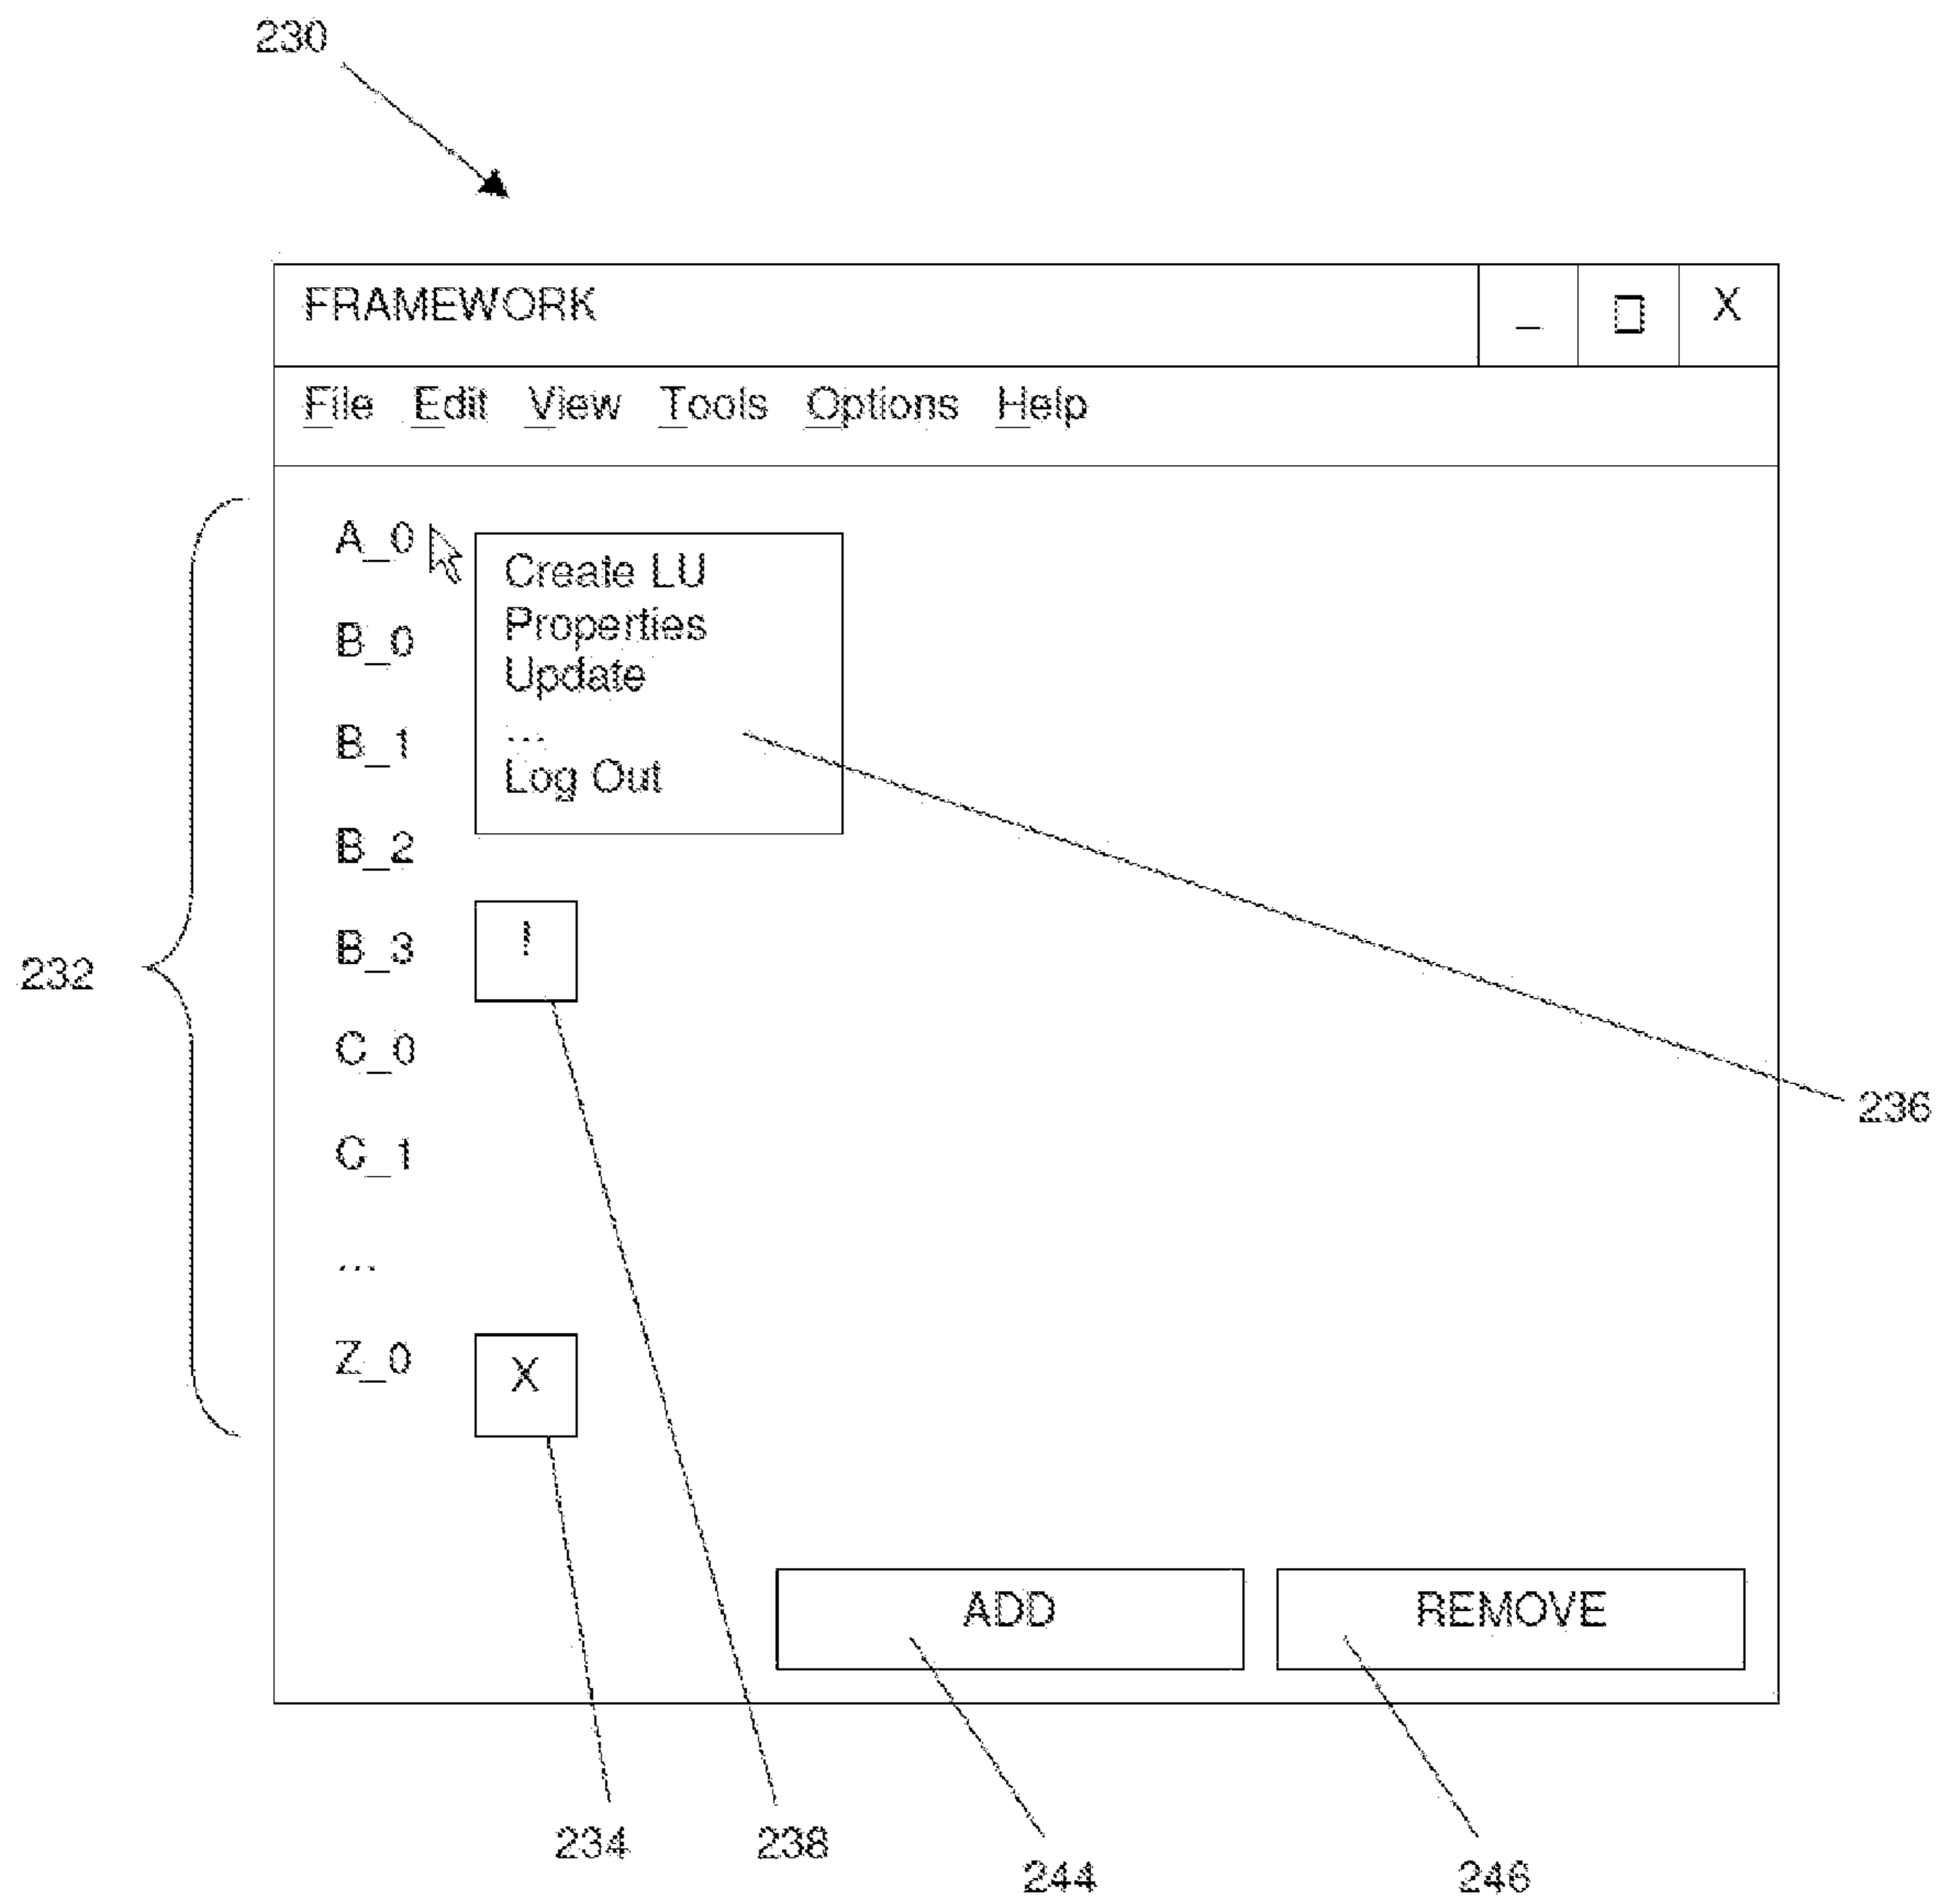 230
FRAMEWORK _ □ X
File Edit View Tools Options Help
A_0
Create LU
Properties
Update
...
Log Out
B_0
B_1
B_2
B_3 !
C_0
C_1
...
Z_0 X
232
236
ADD REMOVE
234 238 244 246